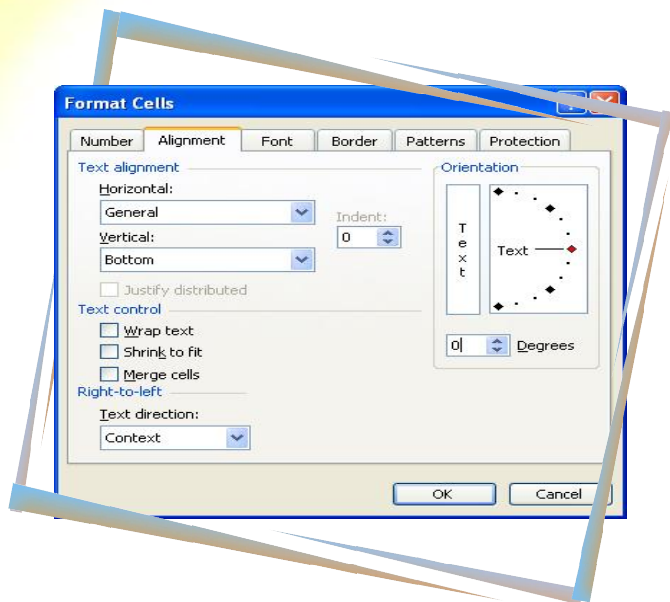 Format Cells
Number Alignment Font Border Patterns Protection
Text alignment
Horizontal:
General
Indent:
0
Vertical:
Bottom
Justify distributed
Text control
Wrap text
Shrink to fit
Merge cells
Right-to-left
Text direction:
Context
Orientation
Text
Text
0 Degrees
OK Cancel